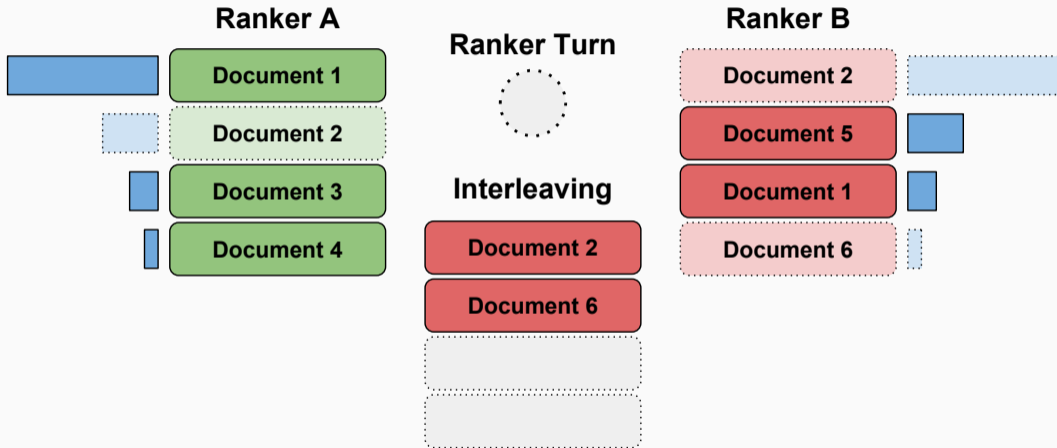 Ranker A
Document 1
Document 2
Document 3
Document 4
Ranker Turn
Interleaving
Document 2
Document 6
Ranker B
Document 2
Document 5
Document 1
Document 6